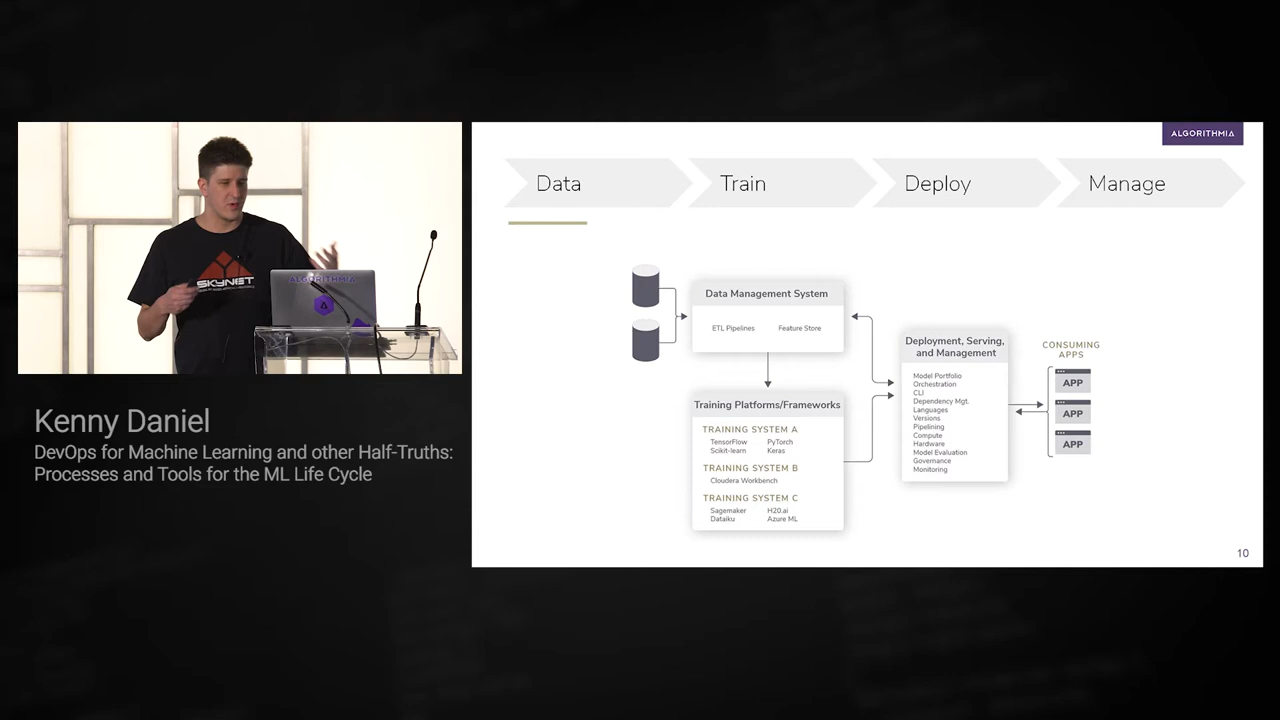 ALGORITHMIA
SKYNET
Kenny Daniel
DevOps for Machine Learning and other Half-Truths:
Processes and Tools for the ML Life Cycle
ALGORITHMIA
Data
Train
Deploy
Manage
Data Management System
ETL Pipelines
Feature Store
Training Platforms/Frameworks
TRAINING SYSTEM A
TensorFlow PyTorch
Scikit-learn Keras
TRAINING SYSTEM B
Cloudera Workbench
TRAINING SYSTEM C
Sagemaker H20.ai
Dataiku Azure ML
Deployment, Serving,
and Management
Model Portfolio
Orchestration
CLI
Dependency Mgt.
Languages
Versions
Pipelining
Compute
Hardware
Model Evaluation
Governance
Monitoring
CONSUMING
APPS
APP
APP
APP
10